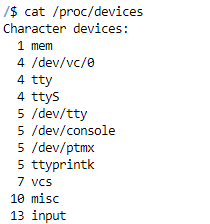 /$ cat /proc/devices
Character devices:
  1 mem
  4 /dev/vc/0
  4 tty
  4 ttyS
  5 /dev/tty
  5 /dev/console
  5 /dev/ptmx
  5 ttyprintk
  7 vcs
 10 misc
 13 input